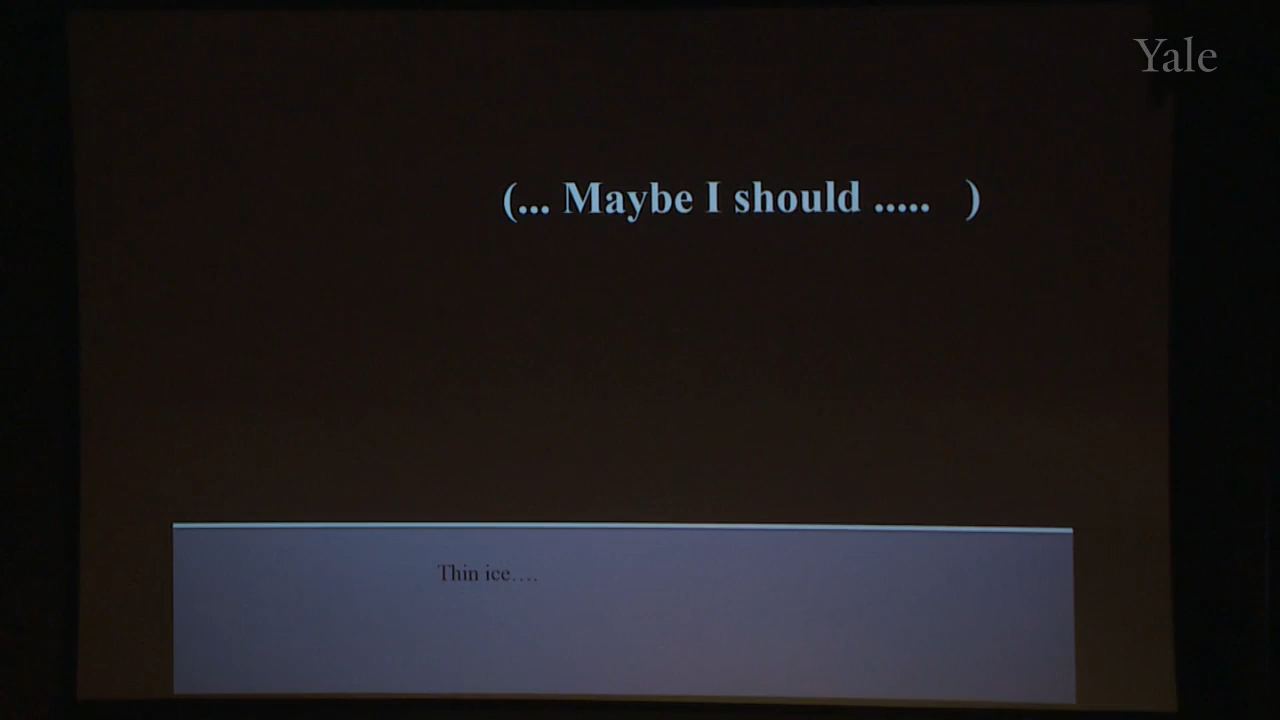 Yale
(... Maybe I should ..... )
Thin ice….